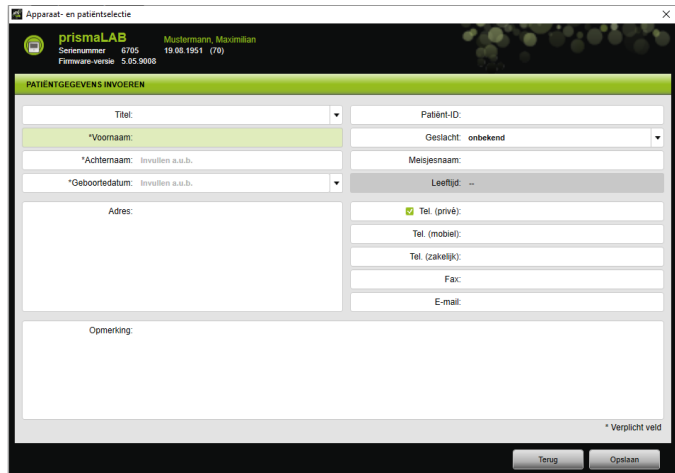 Apparaat- en patiëntselectie
prismaLAB
Mustermann, Maximilian
Serienummer 6705
19.08.1951 (70)
Firmware-versie 5.05.9008
PATIËNTGEGEVENS INVOEREN
Titel:
Patiënt-ID:
*Voornaam:
Geslacht: onbekend
*Achternaam: Invullen a.u.b.
Meisjesnaam:
*Geboortedatum: Invullen a.u.b.
Leeftijd: --
Adres:
Tel. (privè):
Tel. (mobiel):
Tel. (zakelijk):
Fax:
E-mail:
Opmerking:
* Verplicht veld
Terug
Opslaan